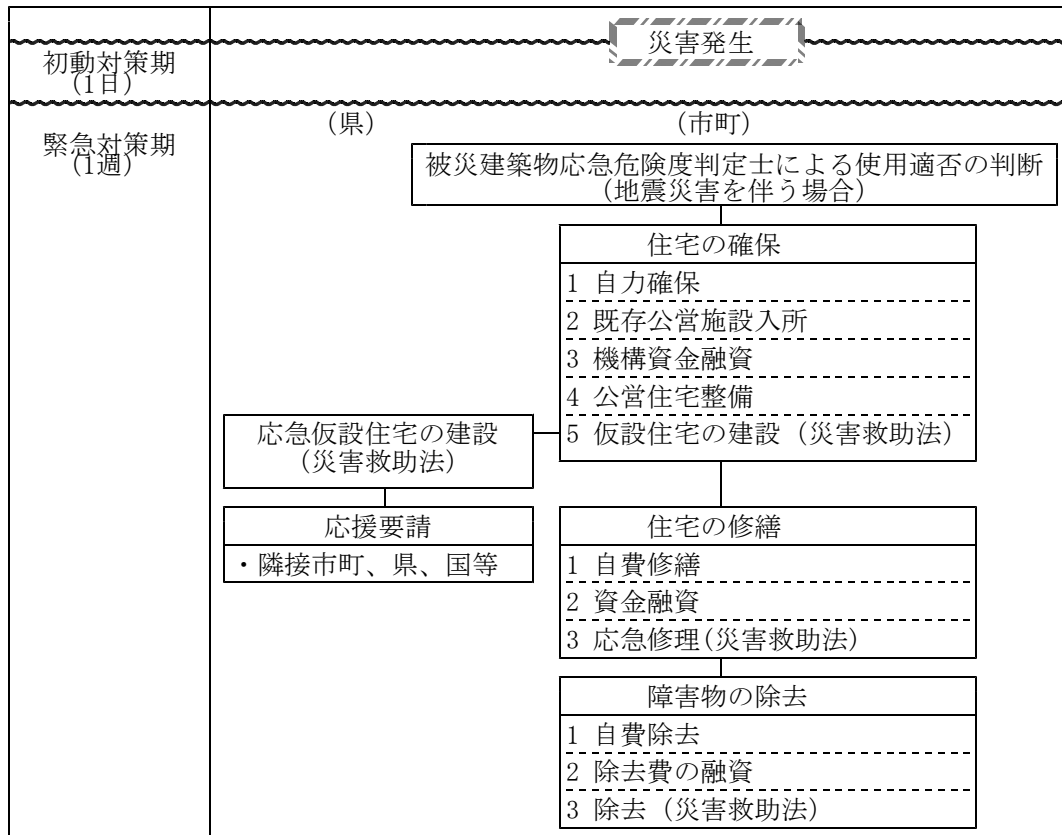 災害発生
初動対策期
(1日)
緊急対策期
(1週)
(県)
(市町)
被災建築物応急危険度判定士による使用適否の判断
(地震災害を伴う場合)
住宅の確保
1 自力確保
2 既存公営施設入所
3 機構資金融資
4 公営住宅整備
5 仮設住宅の建設 (災害救助法)
応急仮設住宅の建設
(災害救助法)
応援要請
・隣接市町、県、国等
住宅の修繕
1 自費修繕
2 資金融資
3 応急修理(災害救助法)
障害物の除去
1 自費除去
2 除去費の融資
3 除去 (災害救助法)